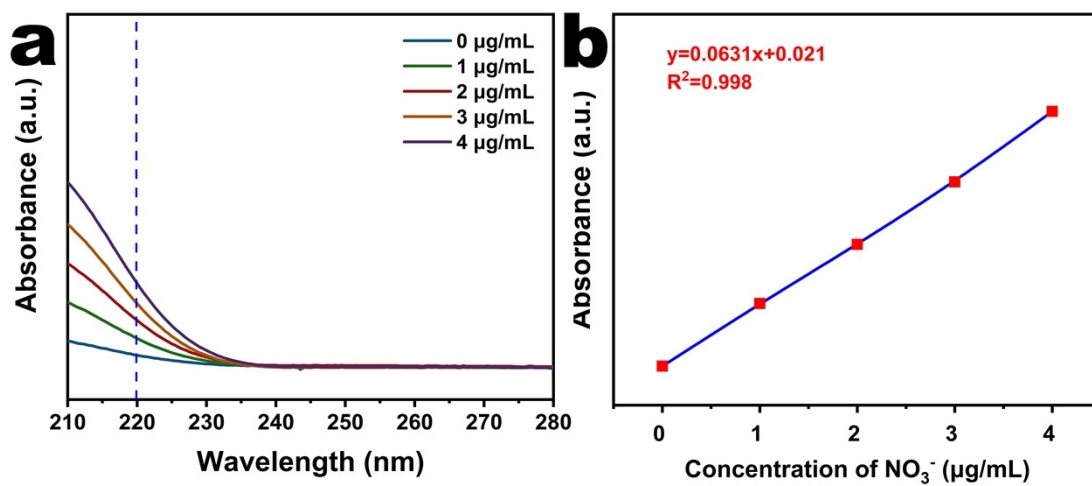 a
0 µg/mL
1 µg/mL
2 µg/mL
3 µg/mL
4 µg/mL
Absorbance (a.u.)
210 220 230 240 250 260 270 280
Wavelength (nm)
b
y=0.0631x+0.021
R²=0.998
Absorbance (a.u.)
0 1 2 3 4
Concentration of NO₃⁻ (µg/mL)